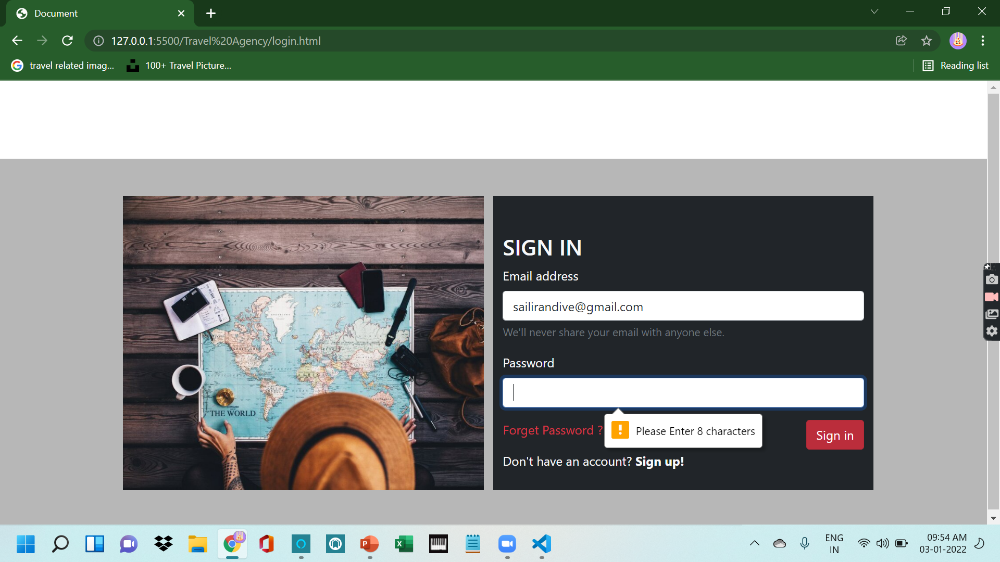 Document
127.0.0.1:5500/Travel%20Agency/login.html
travel related imag...
100+ Travel Picture...
Reading list
SIGN IN
Email address
sailirandive@gmail.com
We'll never share your email with anyone else.
Password
Please Enter 8 characters
Forget Password ?
Sign in
Don't have an account? Sign up!
THE WORLD
ENG
IN
09:54 AM
03-01-2022